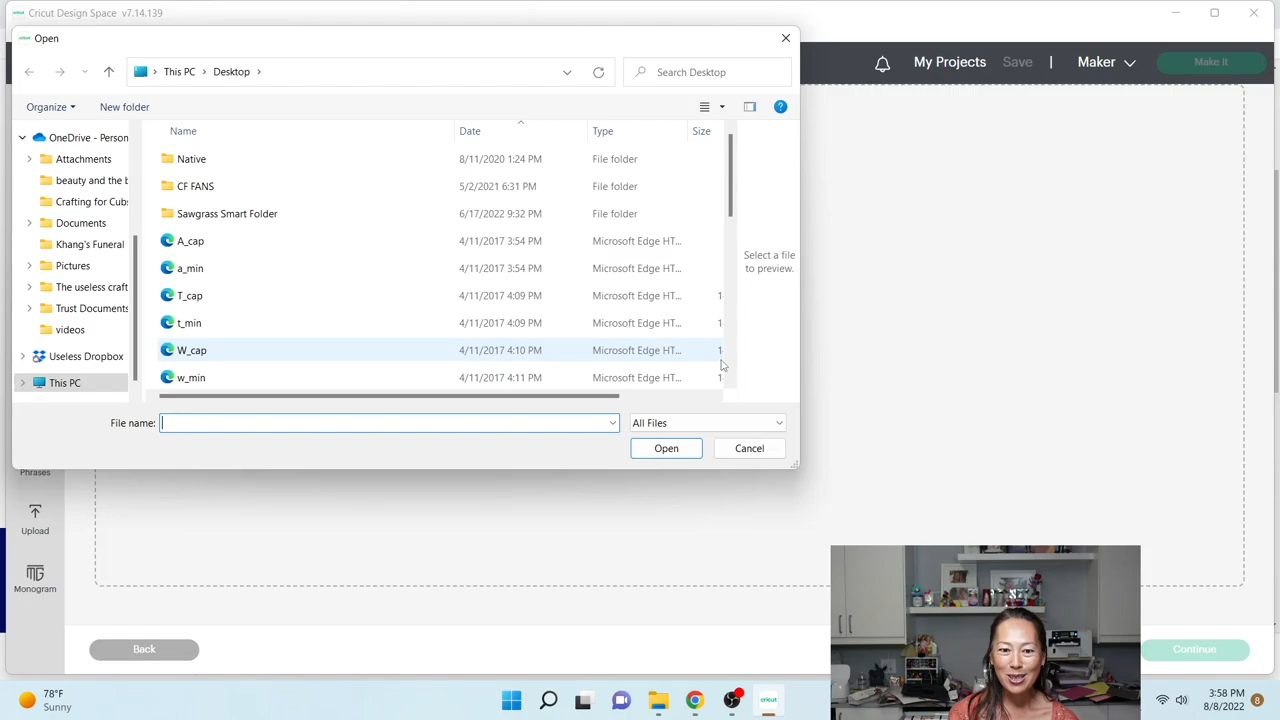 Cricut Design Space v7.14.139
Open
This PC > Desktop >
Search Desktop
My Projects Save | Maker Make It
Organize New folder
Name Date Type Size
OneDrive - Person
Attachments
beauty and the b
Crafting for Cubs
Documents
Khang's Funeral
Pictures
The useless craft
Trust Documents
videos
Useless Dropbox
This PC
Native 8/11/2020 1:24 PM File folder
CF FANS 5/2/2021 6:31 PM File folder
Sawgrass Smart Folder 6/17/2022 9:32 PM File folder
A_cap 4/11/2017 3:54 PM Microsoft Edge HT...
a_min 4/11/2017 3:54 PM Microsoft Edge HT...
T_cap 4/11/2017 4:09 PM Microsoft Edge HT... 1
t_min 4/11/2017 4:09 PM Microsoft Edge HT... 1
W_cap 4/11/2017 4:10 PM Microsoft Edge HT... 1
w_min 4/11/2017 4:11 PM Microsoft Edge HT... 1
Select a file
to preview.
File name: All Files
Open Cancel
Phrases
Upload
Monogram
Back
Continue
78°F
Sunny
cricut
3:58 PM
8/8/2022
8